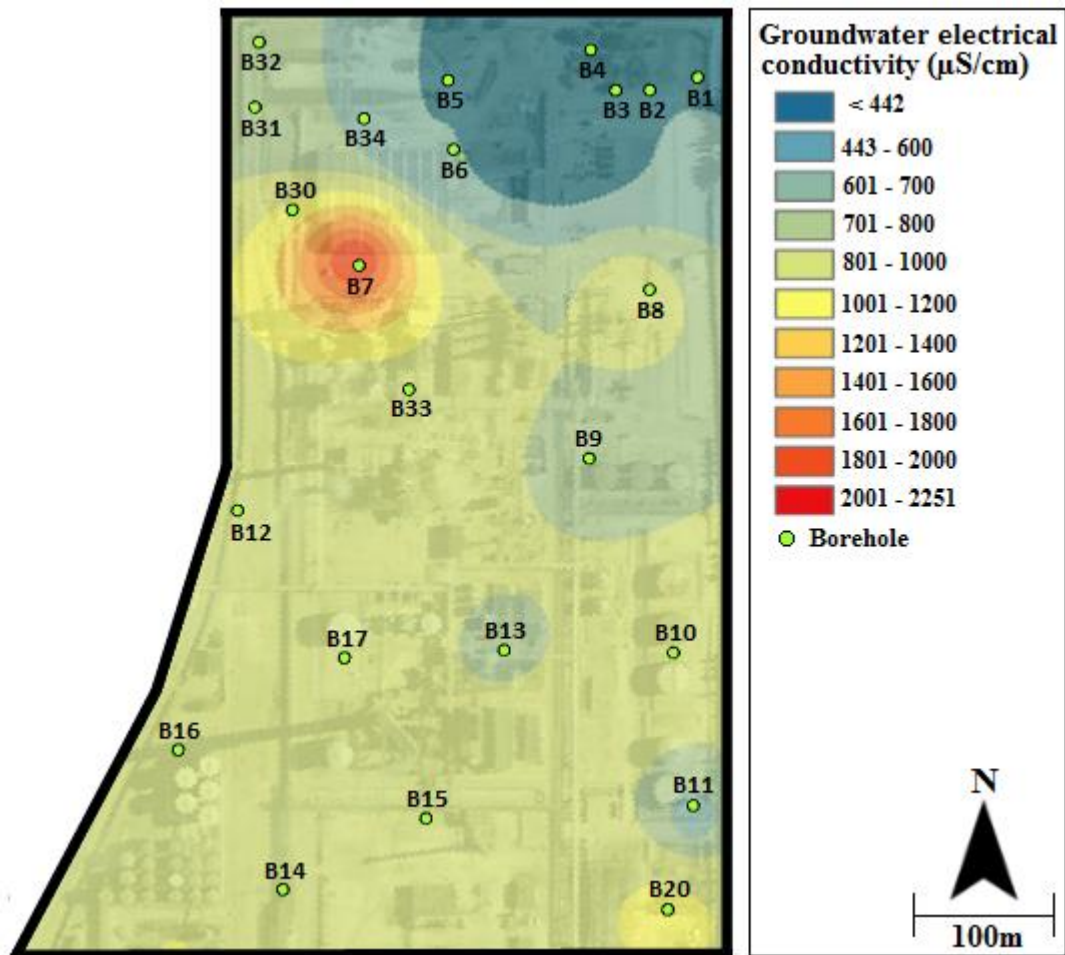 B32
B4
B5
B3
B2
B1
B31
B34
B6
B30
B7
B8
B33
B9
B12
B17
B13
B10
B16
B11
B15
B14
B20
Groundwater electrical
conductivity (µS/cm)
< 442
443 - 600
601 - 700
701 - 800
801 - 1000
1001 - 1200
1201 - 1400
1401 - 1600
1601 - 1800
1801 - 2000
2001 - 2251
Borehole
N
100m